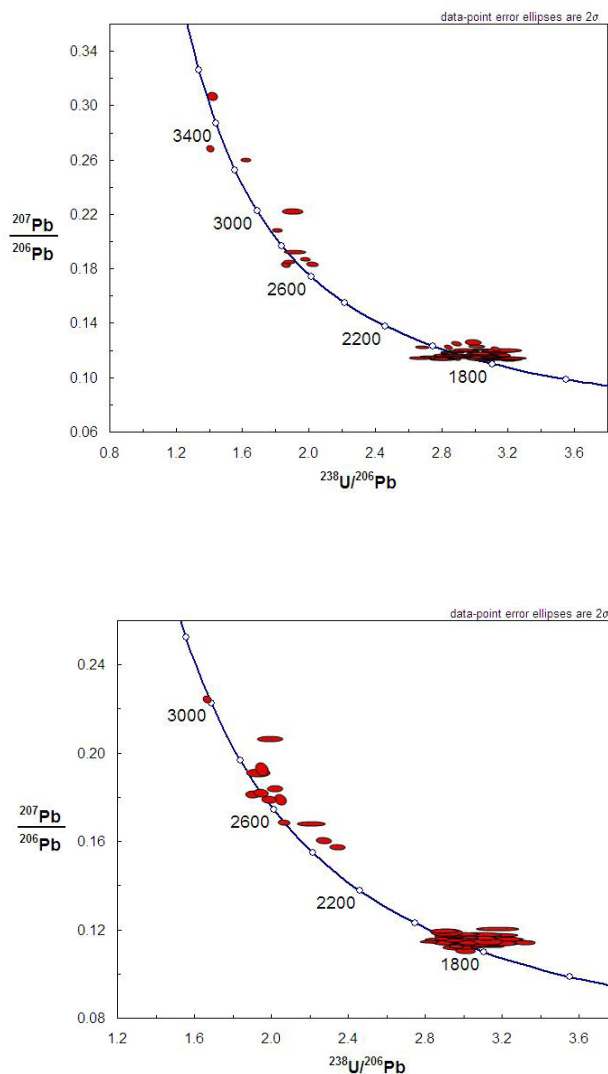 data-point error ellipses are 2σ
0.34
0.30
0.26
0.22
0.18
0.14
0.10
0.06
²⁰⁷Pb
²⁰⁶Pb
3400
3000
2600
2200
1800
0.8 1.2 1.6 2.0 2.4 2.8 3.2 3.6
²³⁸U/²⁰⁶Pb
data-point error ellipses are 2σ
0.24
0.20
0.16
0.12
0.08
²⁰⁷Pb
²⁰⁶Pb
3000
2600
2200
1800
1.2 1.6 2.0 2.4 2.8 3.2 3.6
²³⁸U/²⁰⁶Pb